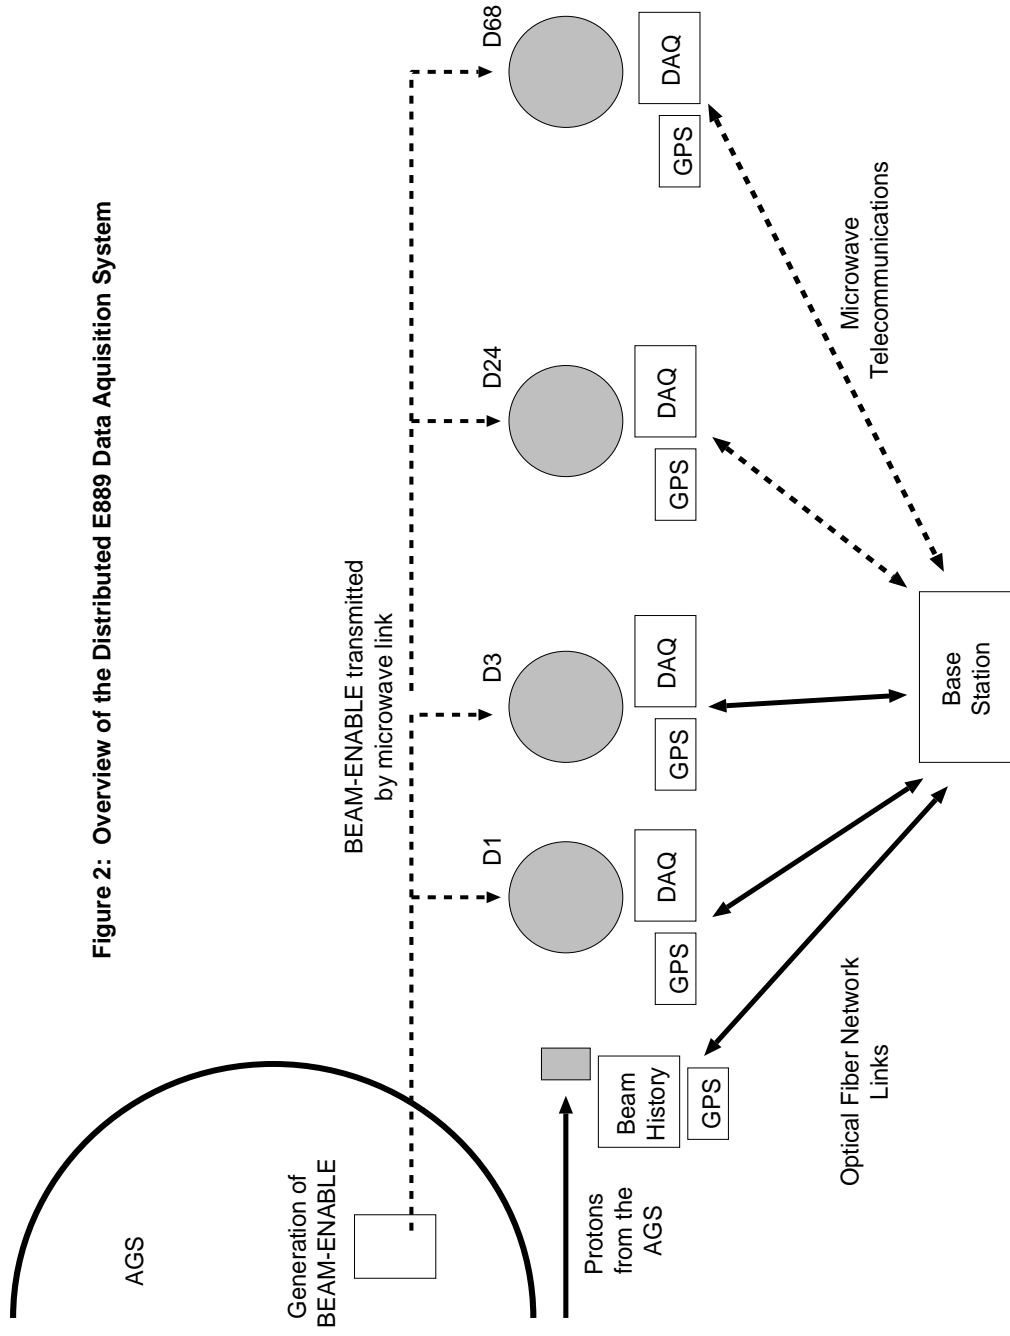 Figure 2: Overview of the Distributed E889 Data Aquisition System
AGS
Generation of
BEAM-ENABLE
BEAM-ENABLE transmitted
by microwave link
D1
D3
D24
D68
Protons
from the
AGS
Beam
History
GPS
GPS
DAQ
GPS
DAQ
GPS
DAQ
GPS
DAQ
Optical Fiber Network
Links
Microwave
Telecommunications
Base
Station